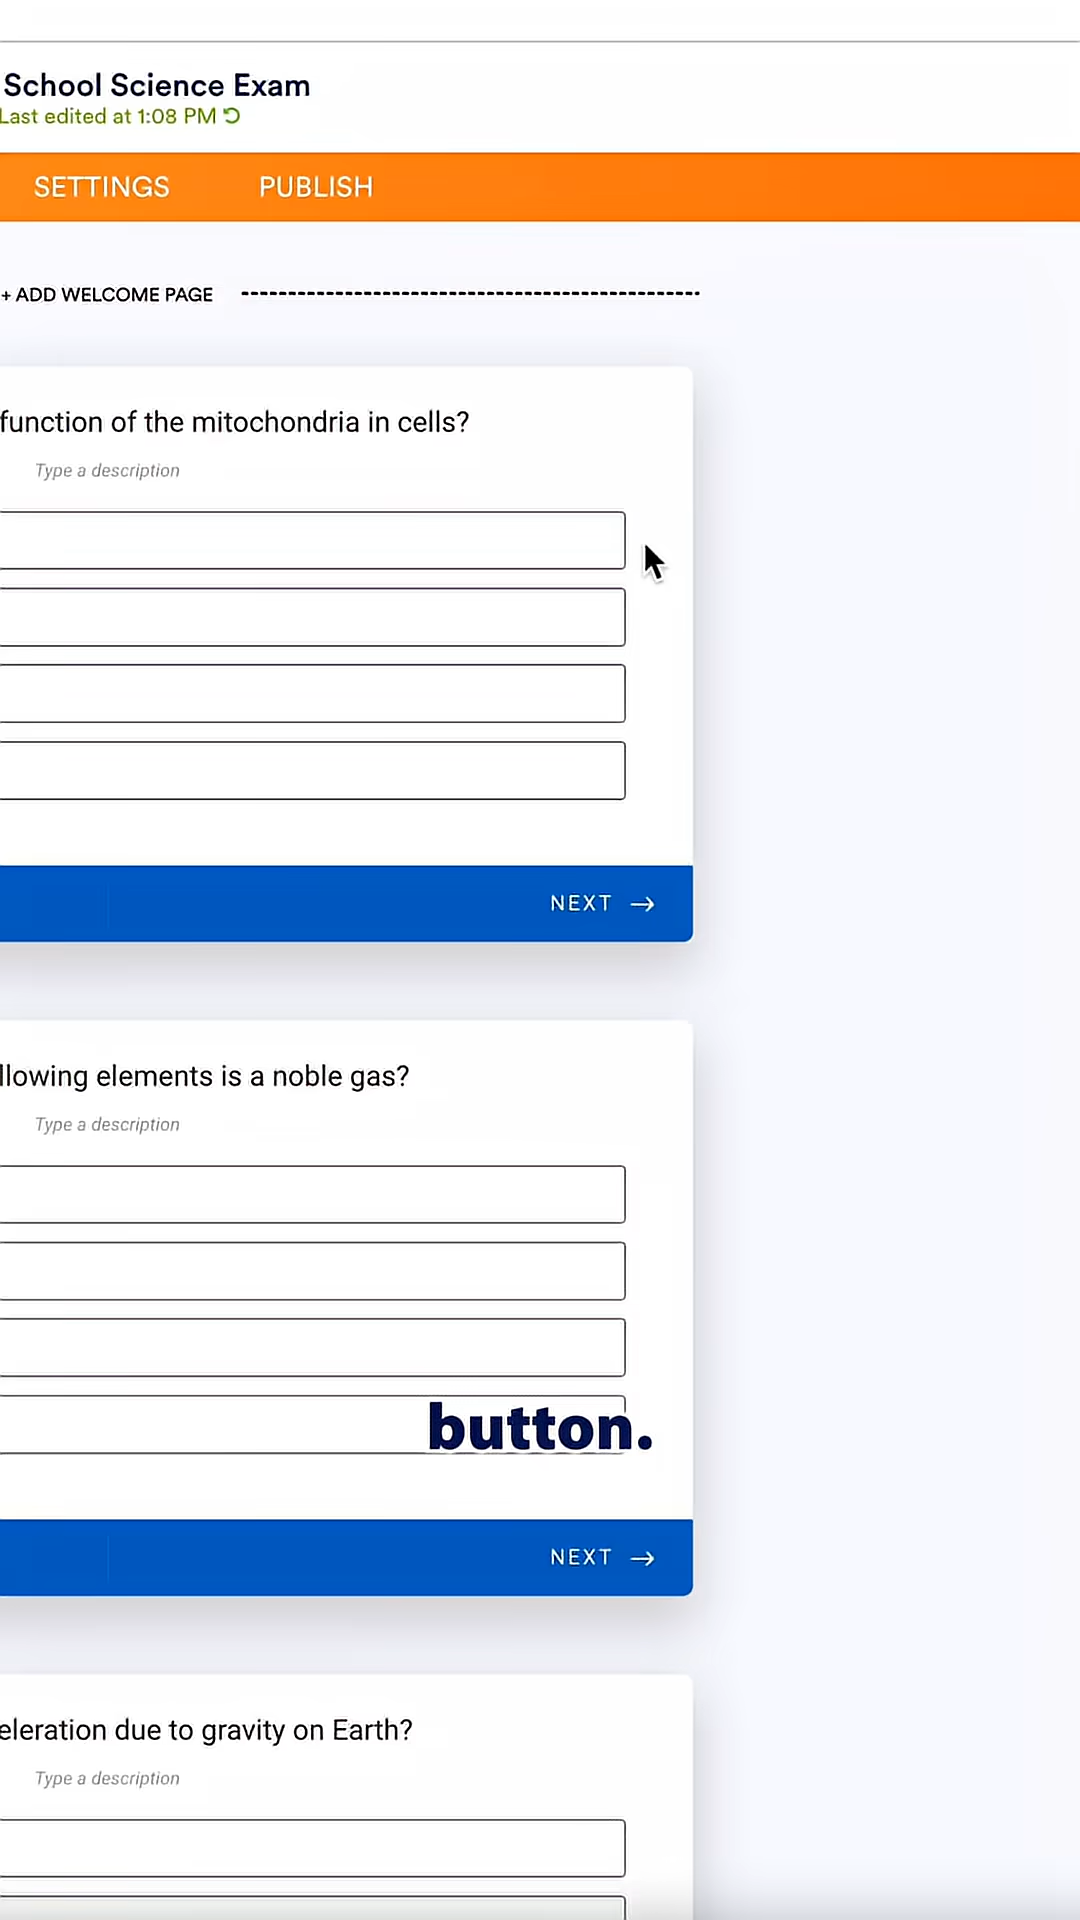 School Science Exam
Last edited at 1:08 PM
SETTINGS PUBLISH
+ ADD WELCOME PAGE
function of the mitochondria in cells?
Type a description
NEXT →
llowing elements is a noble gas?
Type a description
button.
NEXT →
eleration due to gravity on Earth?
Type a description